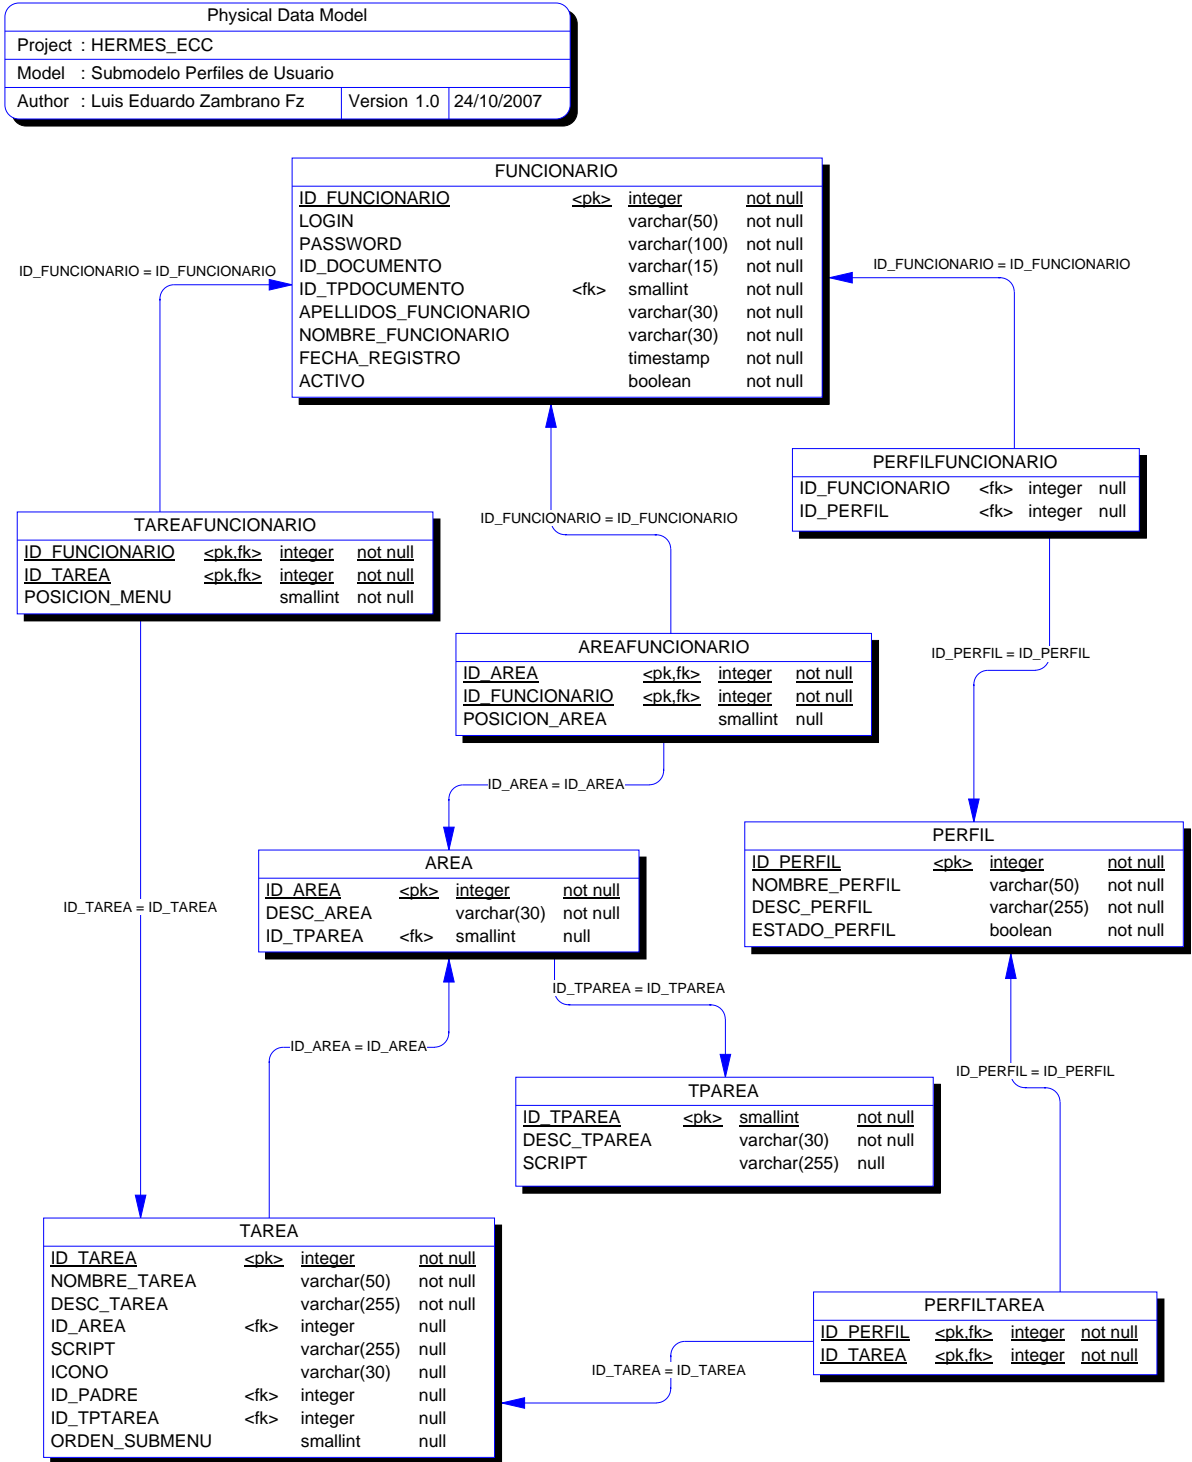 Physical Data Model
Project : HERMES_ECC
Model : Submodelo Perfiles de Usuario
Author : Luis Eduardo Zambrano Fz Version 1.0 24/10/2007
FUNCIONARIO
ID_FUNCIONARIO <pk> integer not null
LOGIN varchar(50) not null
PASSWORD varchar(100) not null
ID_DOCUMENTO varchar(15) not null
ID_TPDOCUMENTO <fk> smallint not null
APELLIDOS_FUNCIONARIO varchar(30) not null
NOMBRE_FUNCIONARIO varchar(30) not null
FECHA_REGISTRO timestamp not null
ACTIVO boolean not null
ID_FUNCIONARIO = ID_FUNCIONARIO
ID_FUNCIONARIO = ID_FUNCIONARIO
PERFILFUNCIONARIO
ID_FUNCIONARIO <fk> integer null
ID_PERFIL <fk> integer null
ID_FUNCIONARIO = ID_FUNCIONARIO
TAREAFUNCIONARIO
ID_FUNCIONARIO <pk,fk> integer not null
ID_TAREA <pk,fk> integer not null
POSICION_MENU smallint not null
AREAFUNCIONARIO
ID_AREA <pk,fk> integer not null
ID_FUNCIONARIO <pk,fk> integer not null
POSICION_AREA smallint null
ID_PERFIL = ID_PERFIL
ID_AREA = ID_AREA
PERFIL
ID_PERFIL <pk> integer not null
NOMBRE_PERFIL varchar(50) not null
DESC_PERFIL varchar(255) not null
ESTADO_PERFIL boolean not null
AREA
ID_AREA <pk> integer not null
DESC_AREA varchar(30) not null
ID_TPAREA <fk> smallint null
ID_TAREA = ID_TAREA
ID_TPAREA = ID_TPAREA
ID_AREA = ID_AREA
ID_PERFIL = ID_PERFIL
TPAREA
ID_TPAREA <pk> smallint not null
DESC_TPAREA varchar(30) not null
SCRIPT varchar(255) null
TAREA
ID_TAREA <pk> integer not null
NOMBRE_TAREA varchar(50) not null
DESC_TAREA varchar(255) not null
ID_AREA <fk> integer null
SCRIPT varchar(255) null
ICONO varchar(30) null
ID_PADRE <fk> integer null
ID_TPTAREA <fk> integer null
ORDEN_SUBMENU smallint null
PERFILTAREA
ID_PERFIL <pk,fk> integer not null
ID_TAREA <pk,fk> integer not null
ID_TAREA = ID_TAREA